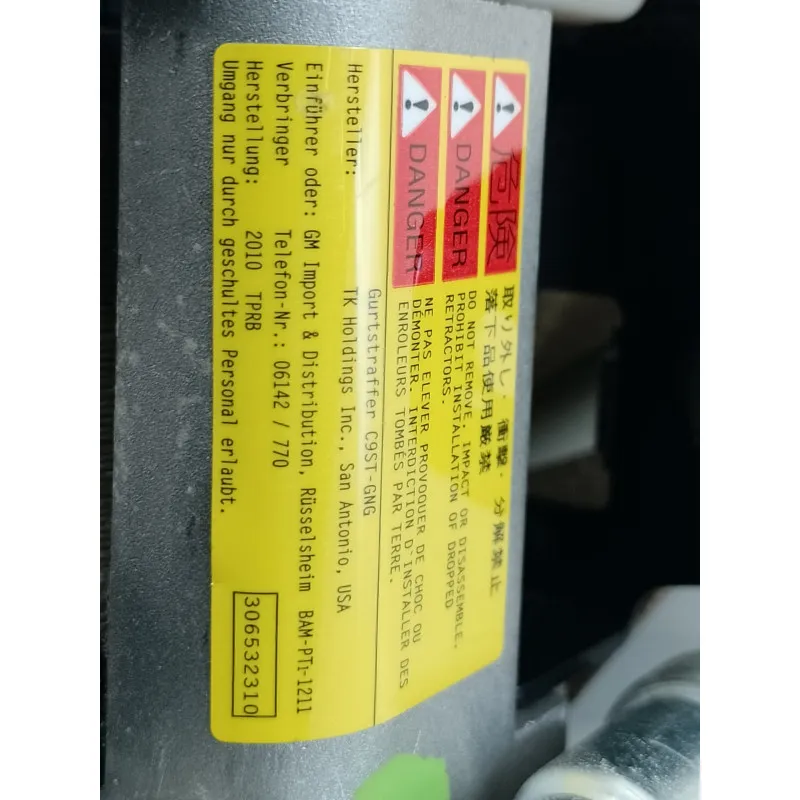 危険
取り外し・衝撃・分解禁止
落下品使用厳禁
DANGER
DO NOT REMOVE, IMPACT OR DISASSEMBLE,
PROHIBIT INSTALLATION OF DROPPED
RETRACTORS.
DANGER
NE PAS ELEVER PROVOQUER DE CHOC OU
DÉMONTER. INTERDICTION D`INSTALLER DES
ENROLEURS TOMBÉS PAR TERRE.
Gurtstraffer C9ST-GNG
Hersteller: TK Holdings Inc., San Antonio, USA
Einführer oder: GM Import & Distribution, Rüsselsheim BAM-PT1-1211
Verbringer Telefon-Nr.: 06142 / 770
Herstellung: 2010 TPRB
Umgang nur durch geschultes Personal erlaubt.
306532310